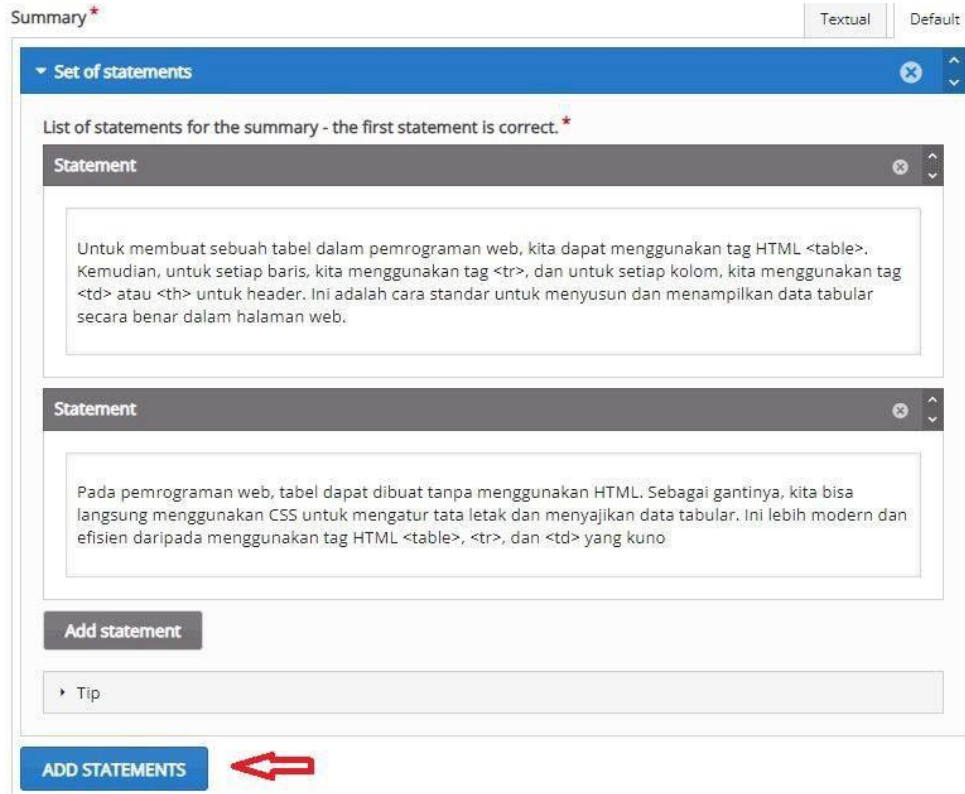 Summary*
Textual Default
Set of statements
List of statements for the summary - the first statement is correct. *
Statement
Untuk membuat sebuah tabel dalam pemrograman web, kita dapat menggunakan tag HTML <table>.
Kemudian, untuk setiap baris, kita menggunakan tag <tr>, dan untuk setiap kolom, kita menggunakan tag
<td> atau <th> untuk header. Ini adalah cara standar untuk menyusun dan menampilkan data tabular
secara benar dalam halaman web.
Statement
Pada pemrograman web, tabel dapat dibuat tanpa menggunakan HTML. Sebagai gantinya, kita bisa
langsung menggunakan CSS untuk mengatur tata letak dan menyajikan data tabular. Ini lebih modern dan
efisien daripada menggunakan tag HTML <table>, <tr>, dan <td> yang kuno
Add statement
Tip
ADD STATEMENTS